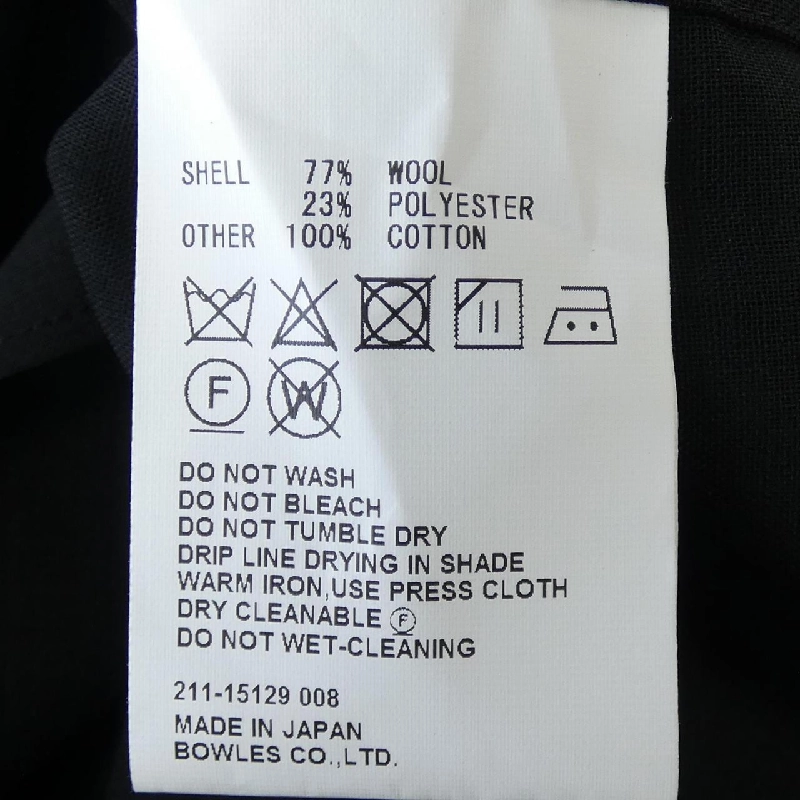 SHELL 77% WOOL
23% POLYESTER
OTHER 100% COTTON
F W
DO NOT WASH
DO NOT BLEACH
DO NOT TUMBLE DRY
DRIP LINE DRYING IN SHADE
WARM IRON,USE PRESS CLOTH
DRY CLEANABLE Ⓕ
DO NOT WET-CLEANING
211-15129 008
MADE IN JAPAN
BOWLES CO.,LTD.